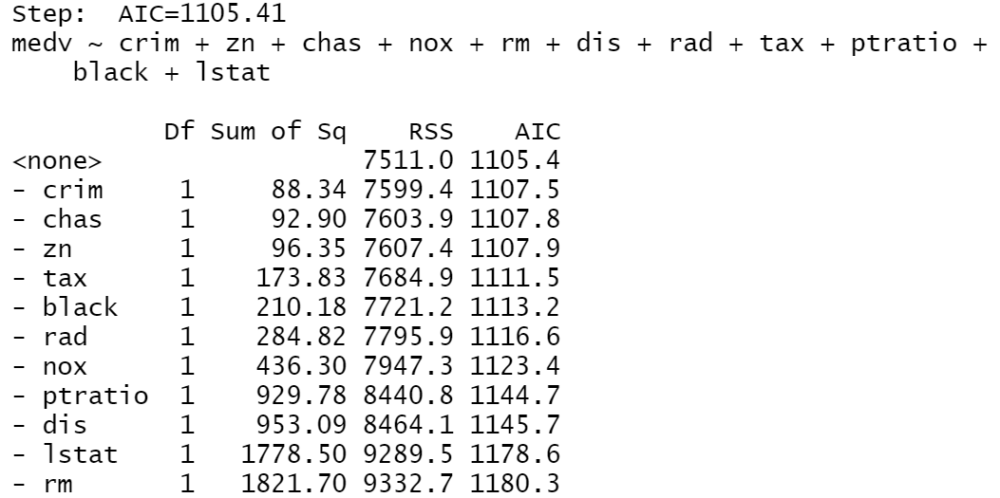 Step:  AIC=1105.41
medv ~ crim + zn + chas + nox + rm + dis + rad + tax + ptratio +
    black + lstat

          Df Sum of Sq    RSS    AIC
<none>                 7511.0 1105.4
- crim     1     88.34 7599.4 1107.5
- chas     1     92.90 7603.9 1107.8
- zn       1     96.35 7607.4 1107.9
- tax      1    173.83 7684.9 1111.5
- black    1    210.18 7721.2 1113.2
- rad      1    284.82 7795.9 1116.6
- nox      1    436.30 7947.3 1123.4
- ptratio  1    929.78 8440.8 1144.7
- dis      1    953.09 8464.1 1145.7
- lstat    1   1778.50 9289.5 1178.6
- rm       1   1821.70 9332.7 1180.3